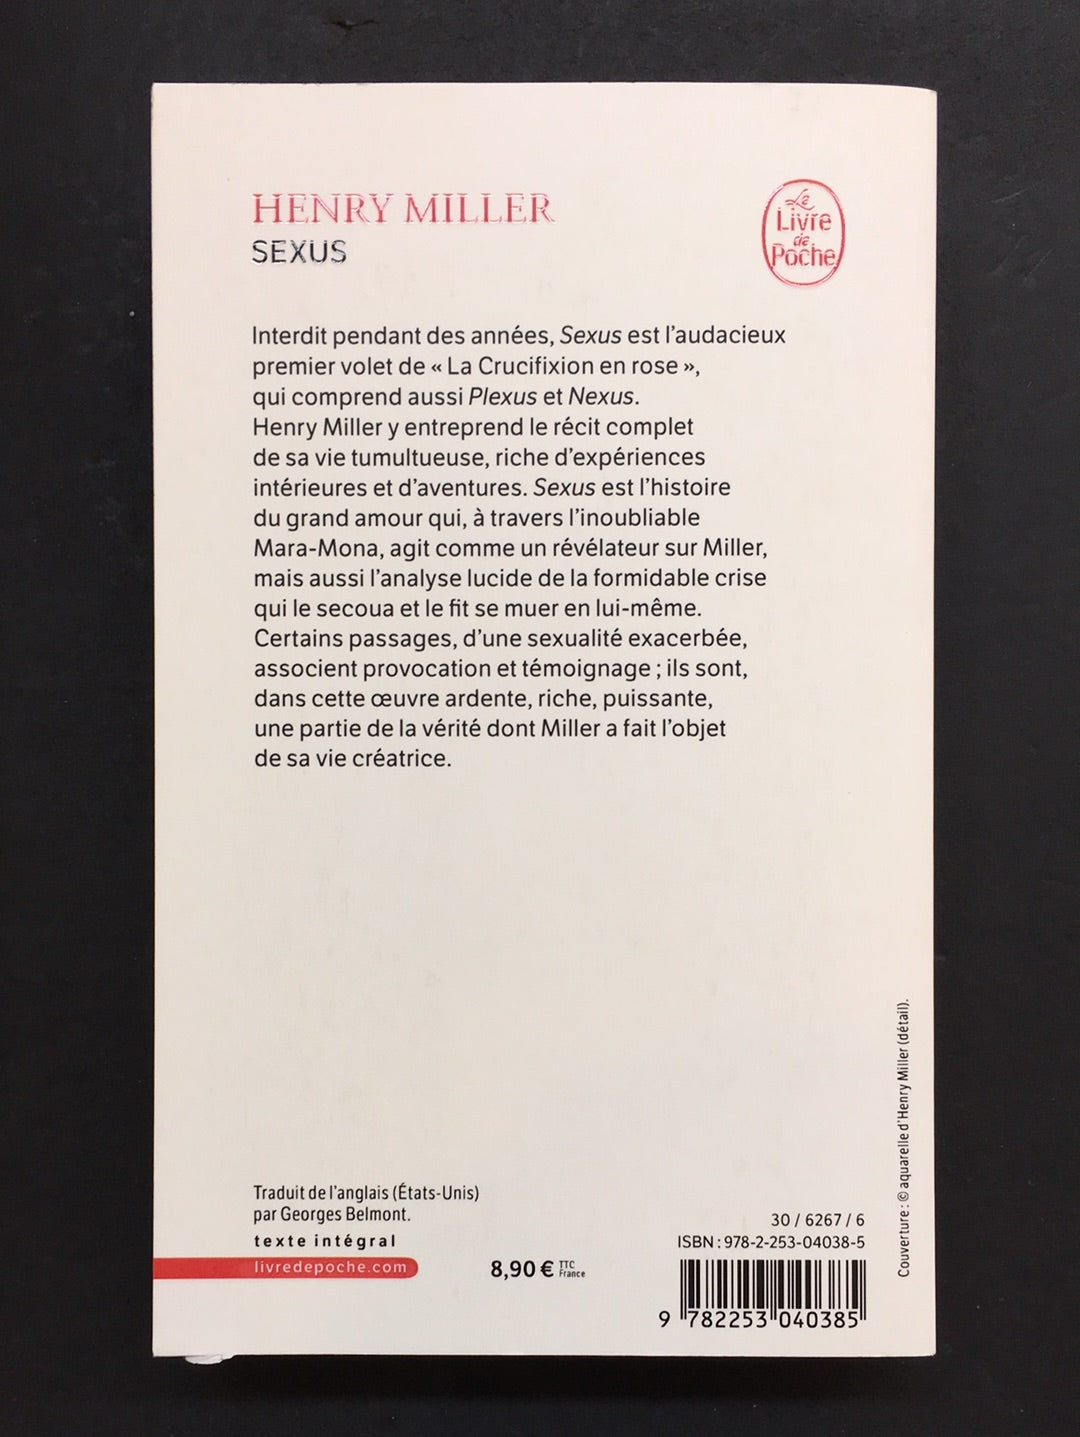 HENRY MILLER
SEXUS
Le
Livre
de
Poche
Interdit pendant des années, Sexus est l'audacieux
premier volet de « La Crucifixion en rose »,
qui comprend aussi Plexus et Nexus.
Henry Miller y entreprend le récit complet
de sa vie tumultueuse, riche d'expériences
intérieures et d'aventures. Sexus est l'histoire
du grand amour qui, à travers l'inoubliable
Mara-Mona, agit comme un révélateur sur Miller,
mais aussi l'analyse lucide de la formidable crise
qui le secoua et le fit se muer en lui-même.
Certains passages, d'une sexualité exacerbée,
associent provocation et témoignage ; ils sont,
dans cette œuvre ardente, riche, puissante,
une partie de la vérité dont Miller a fait l'objet
de sa vie créatrice.
Couverture : © aquarelle d'Henry Miller (détail).
Traduit de l'anglais (États-Unis)
par Georges Belmont.
texte intégral
livredepoche.com
8,90 € TTC
France
30 / 6267 / 6
ISBN : 978-2-253-04038-5
9 782253 040385